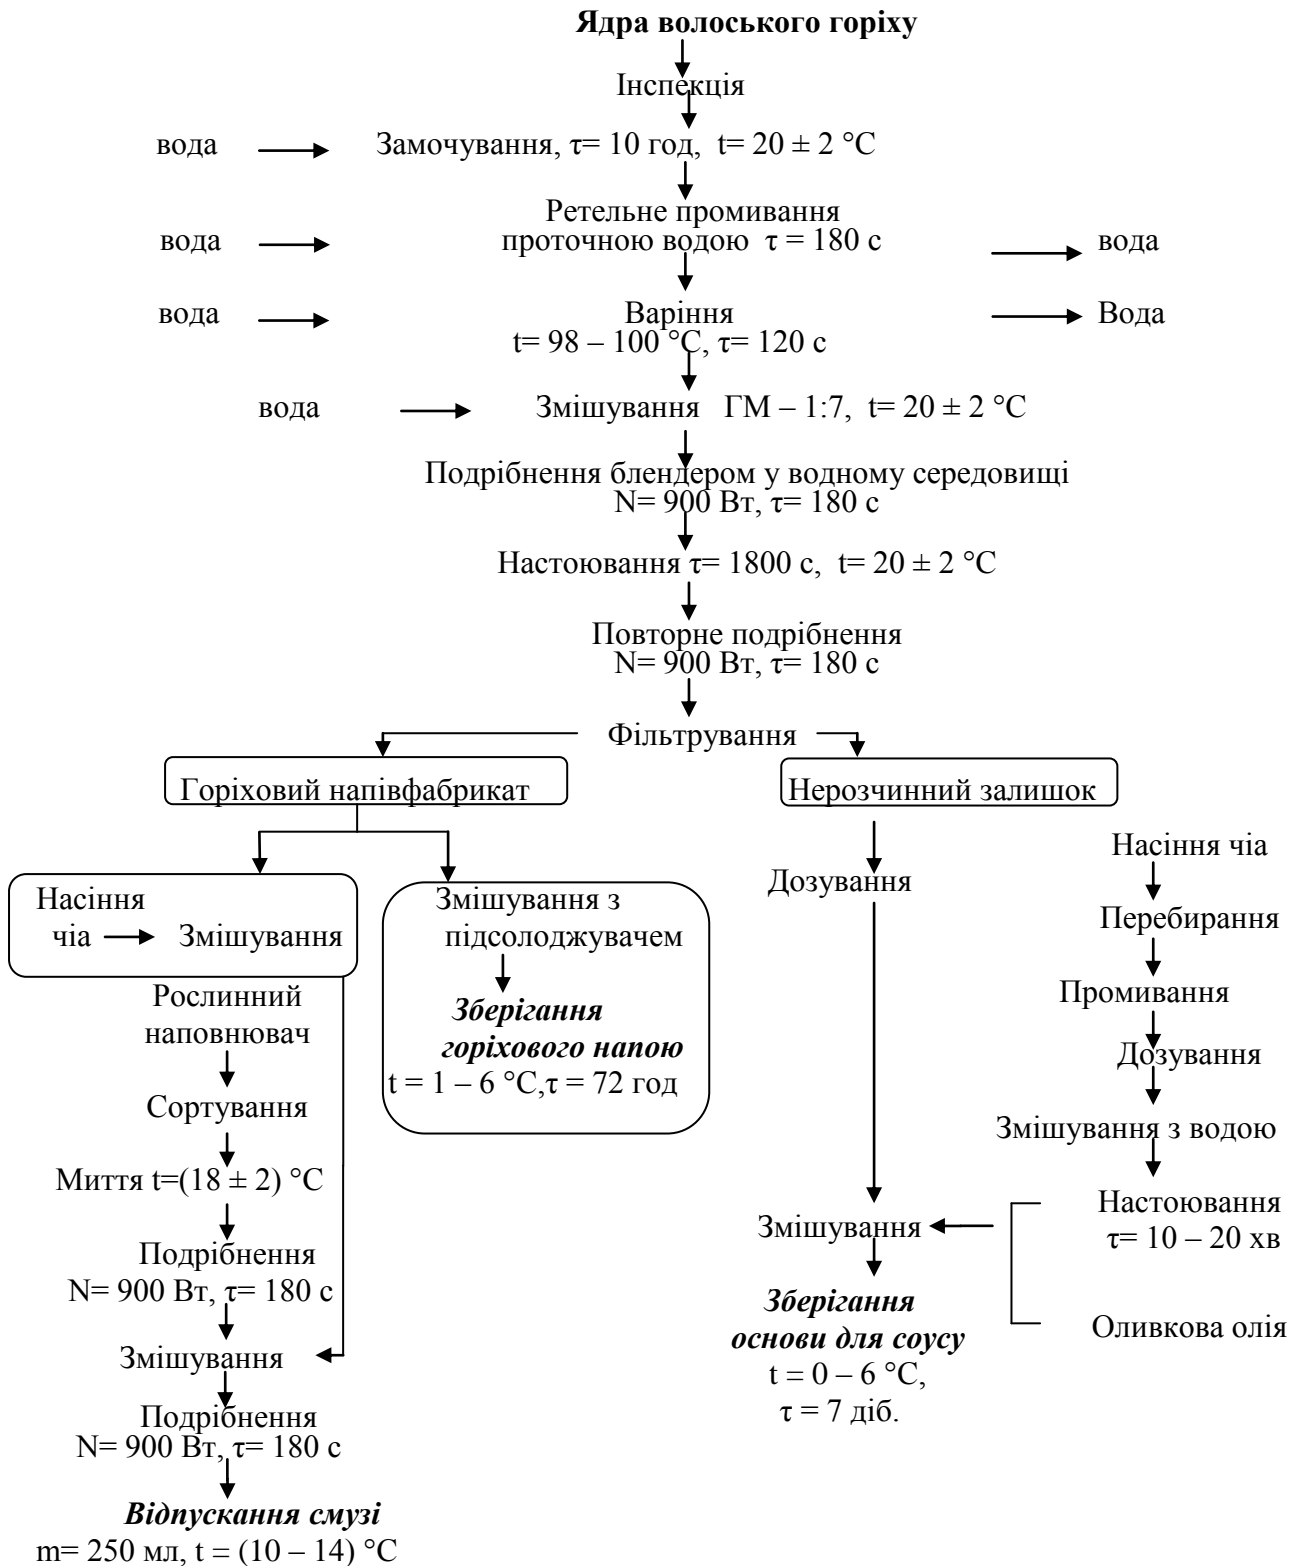 Ядра волоського горіху
Інспекція
вода
Замочування, τ= 10 год, t= 20 ± 2 °С
Ретельне промивання
вода
проточною водою τ = 180 с
вода
вода
Варіння
Вода
t= 98 – 100 °С, τ= 120 с
вода
Змішування ГМ – 1:7, t= 20 ± 2 °С
Подрібнення блендером у водному середовищі
N= 900 Вт, τ= 180 с
Настоювання τ= 1800 с, t= 20 ± 2 °С
Повторне подрібнення
N= 900 Вт, τ= 180 с
Фільтрування
Горіховий напівфабрикат
Насіння
чіа
Змішування
Рослинний
наповнювач
Сортування
Миття t=(18 ± 2) °С
Подрібнення
N= 900 Вт, τ= 180 с
Змішування
Подрібнення
N= 900 Вт, τ= 180 с
Відпускання смузі
m= 250 мл, t = (10 – 14) °С
Змішування з
підсолоджувачем
Зберігання
горіхового напою
t = 1 – 6 °С,τ = 72 год
Нерозчинний залишок
Дозування
Змішування
Зберігання
основи для соусу
t = 0 – 6 °С,
τ = 7 діб.
Насіння чіа
Перебирання
Промивання
Дозування
Змішування з водою
Настоювання
τ= 10 – 20 хв
Оливкова олія